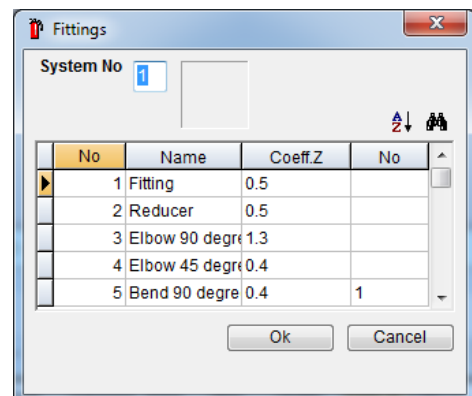 Fittings
System No 1
No Name Coeff.Z No
1 Fitting 0.5
2 Reducer 0.5
3 Elbow 90 degre 1.3
4 Elbow 45 degre 0.4
5 Bend 90 degre 0.4 1
Ok Cancel